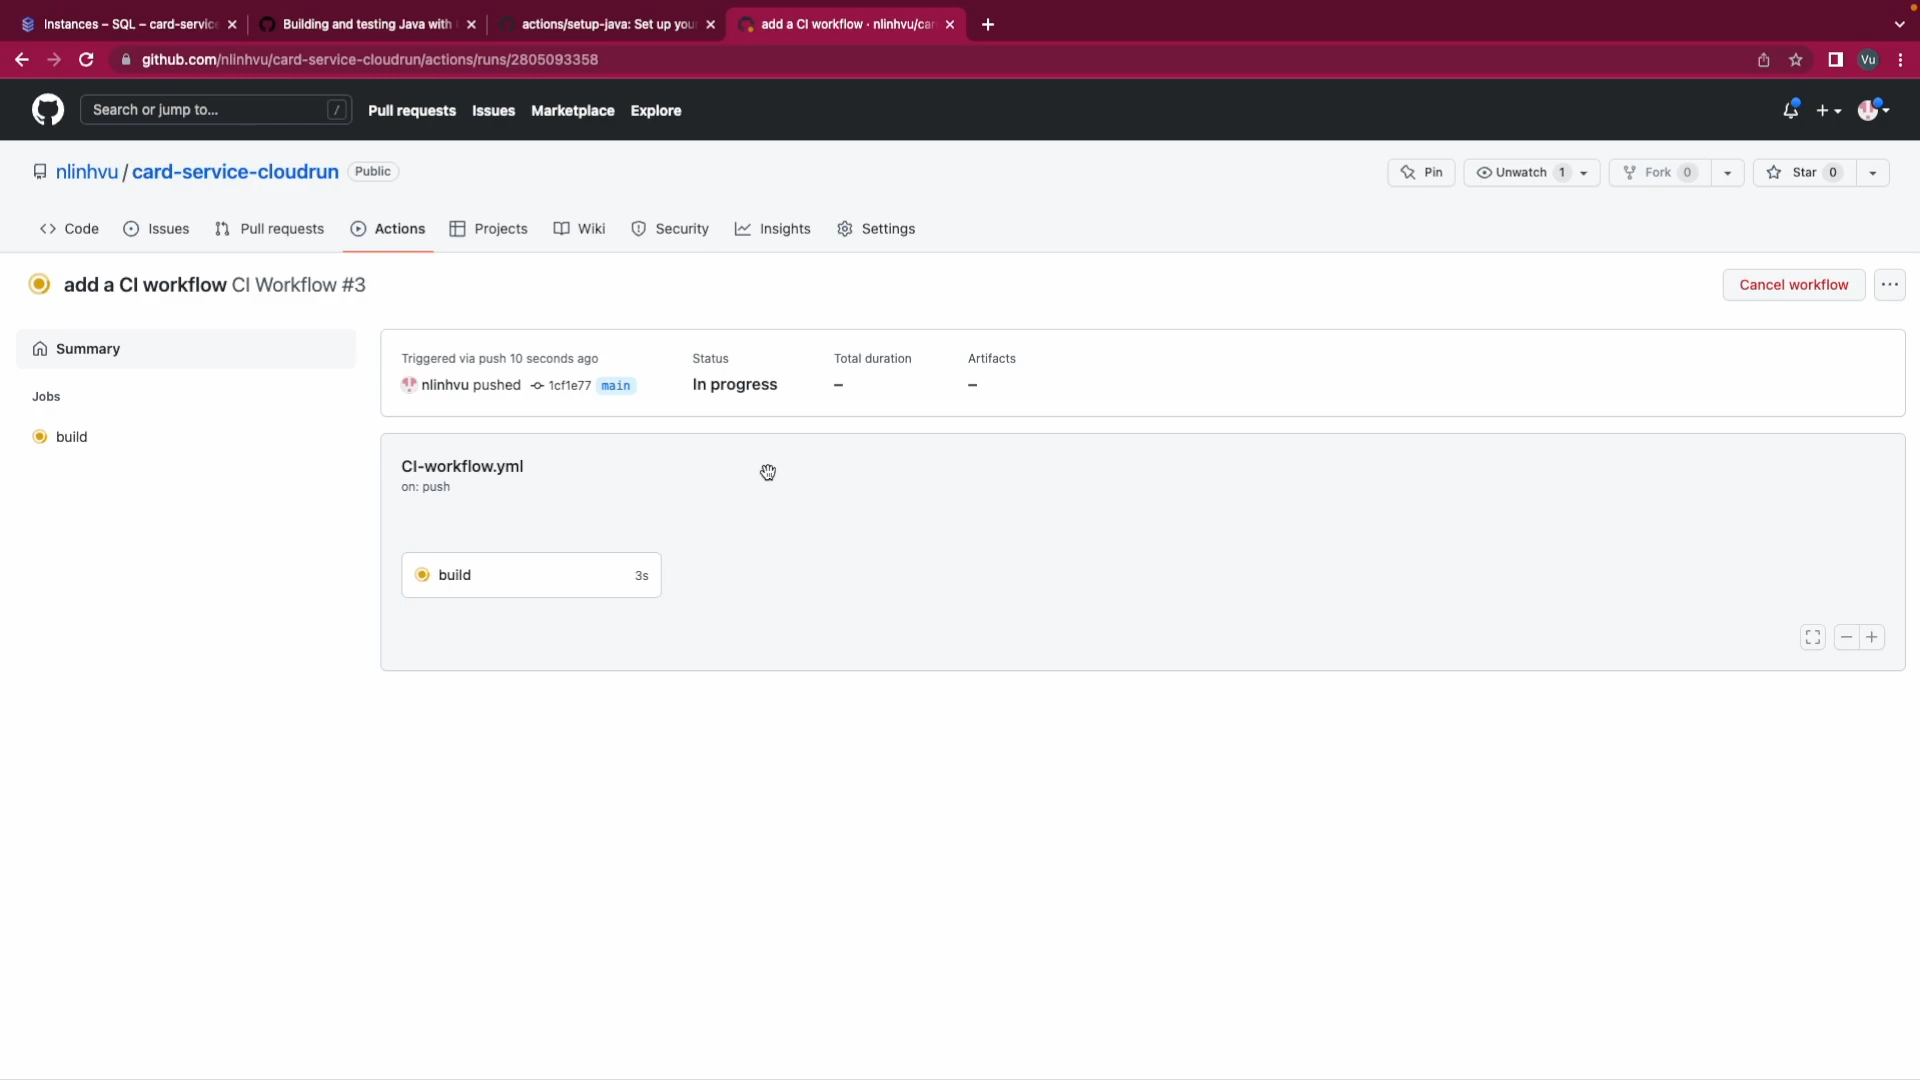 Instances – SQL – card-service
Building and testing Java with
actions/setup-java: Set up you
add a CI workflow · nlinhvu/car
github.com/nlinhvu/card-service-cloudrun/actions/runs/2805093358
Vu
Search or jump to... /
Pull requests Issues Marketplace Explore
nlinhvu / card-service-cloudrun Public
Pin Unwatch 1 Fork 0 Star 0
Code Issues Pull requests Actions Projects Wiki Security Insights Settings
add a CI workflow CI Workflow #3
Cancel workflow
Summary
Jobs
build
Triggered via push 10 seconds ago
nlinhvu pushed 1cf1e77 main
Status
In progress
Total duration
–
Artifacts
–
CI-workflow.yml
on: push
build 3s